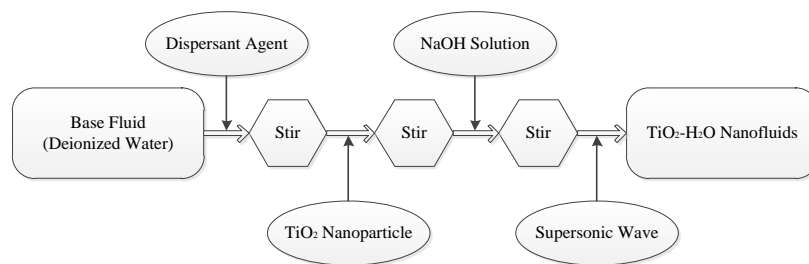 Dispersant Agent
NaOH Solution
Base Fluid
(Deionized Water)
Stir
Stir
Stir
TiO₂-H₂O Nanofluids
TiO₂ Nanoparticle
Supersonic Wave